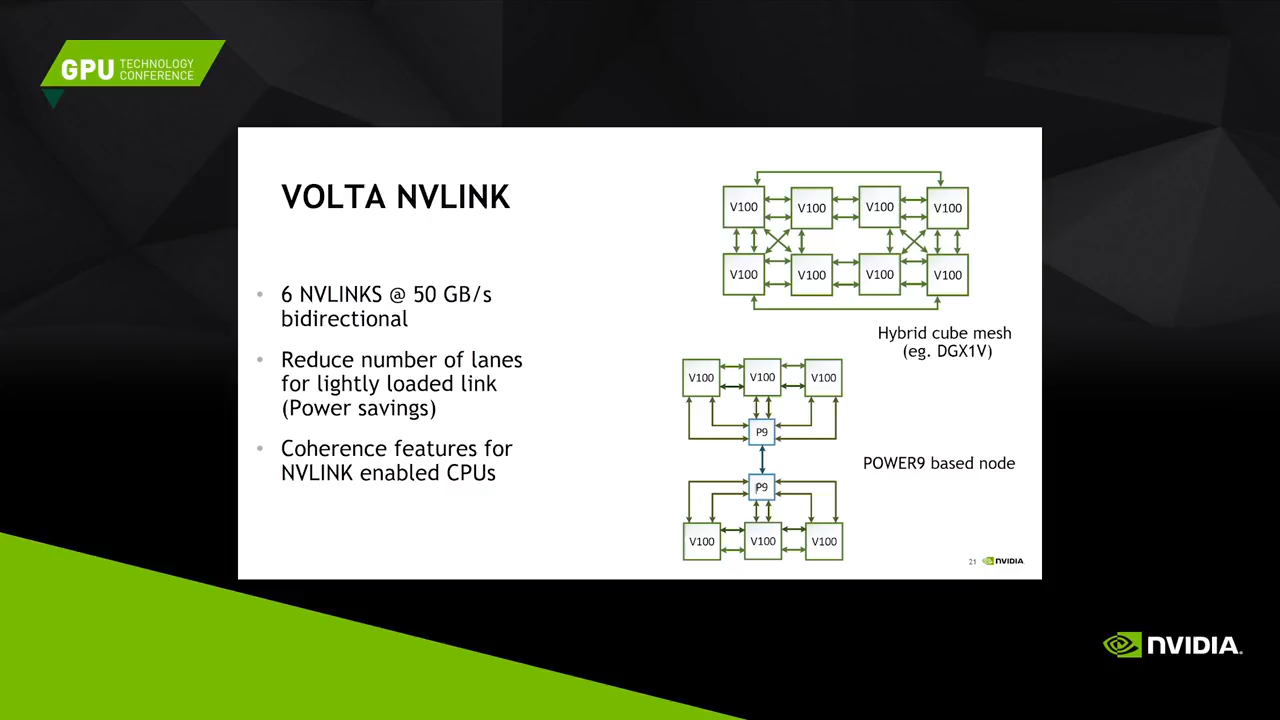 GPU TECHNOLOGY
CONFERENCE
VOLTA NVLINK
• 6 NVLINKS @ 50 GB/s
bidirectional
• Reduce number of lanes
for lightly loaded link
(Power savings)
• Coherence features for
NVLINK enabled CPUs
V100 V100 V100 V100
V100 V100 V100 V100
Hybrid cube mesh
(eg. DGX1V)
V100 V100 V100
P9
POWER9 based node
P9
V100 V100 V100
21 NVIDIA
NVIDIA.